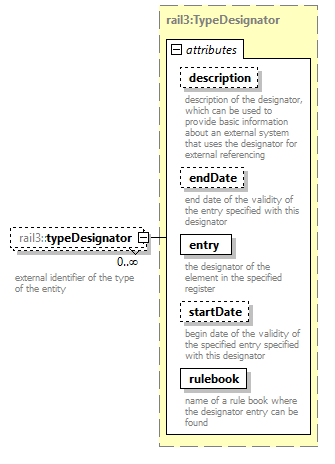 rail3:TypeDesignator
attributes
description
description of the designator,
which can be used to
provide basic information
about an external system
that uses the designator for
external referencing
endDate
end date of the validity of
the entry specified with this
designator
rail3::typeDesignator
0..∞
external identifier of the type
of the entity
entry
the designator of the
element in the specified
register
startDate
begin date of the validity of
the specified entry specified
with this designator
rulebook
name of a rule book where
the designator entry can be
found